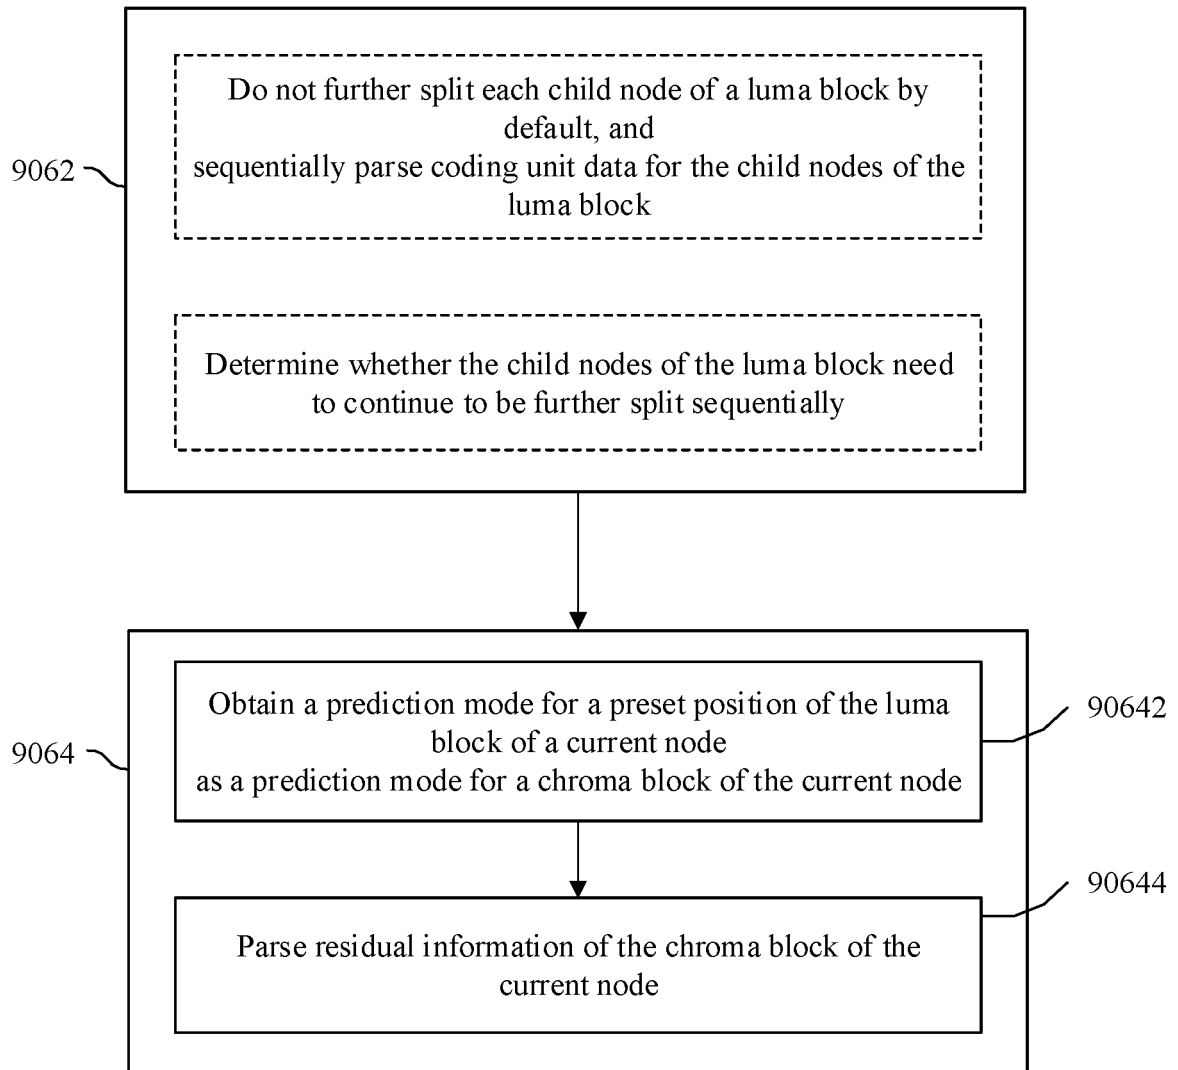 Do not further split each child node of a luma block by
default, and
sequentially parse coding unit data for the child nodes of the
luma block
9062
Determine whether the child nodes of the luma block need
to continue to be further split sequentially
Obtain a prediction mode for a preset position of the luma
block of a current node
as a prediction mode for a chroma block of the current node
90642
9064
90644
Parse residual information of the chroma block of the
current node